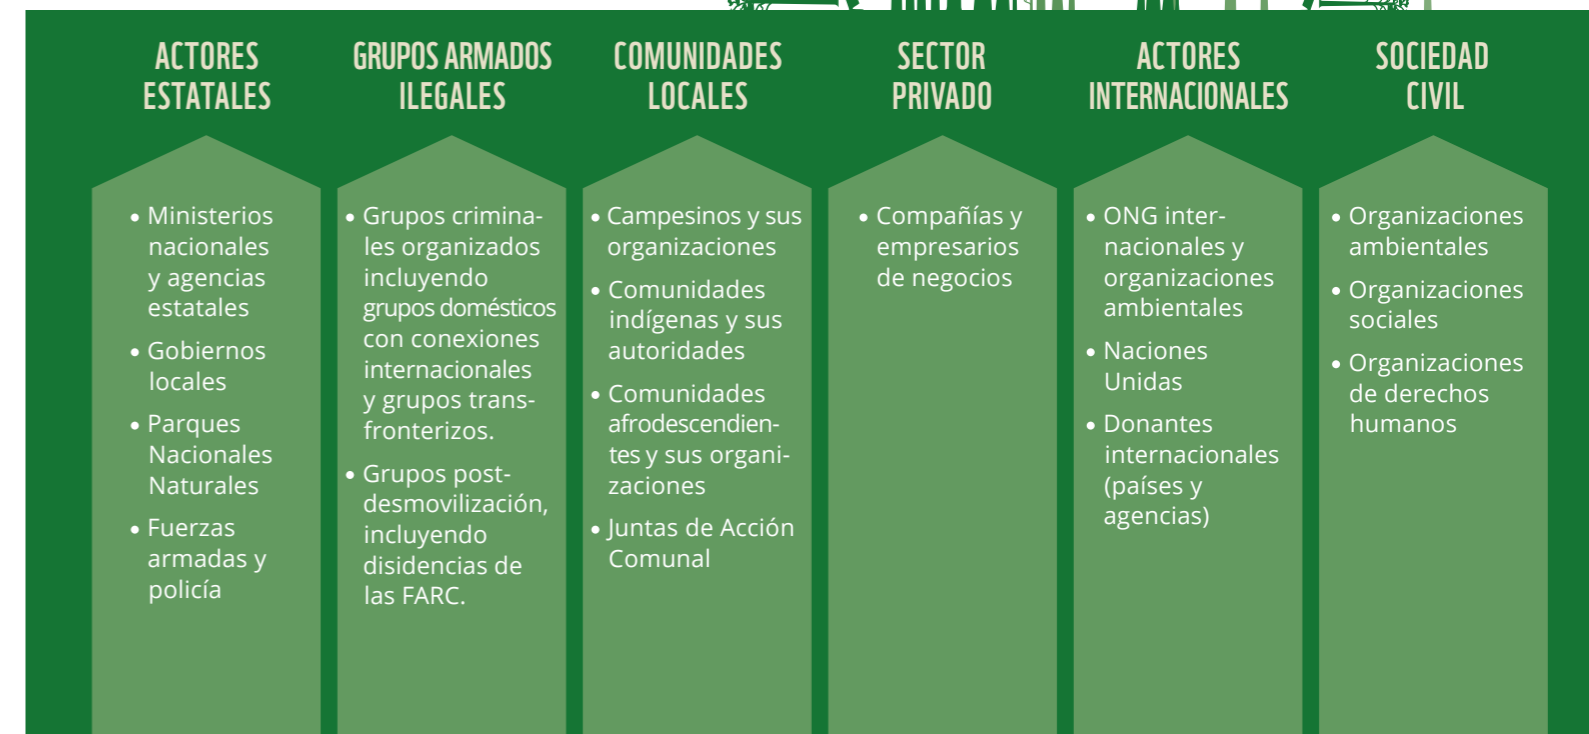 ACTORES
ESTATALES
• Ministerios
nacionales
y agencias
estatales
• Gobiernos
locales
• Parques
Nacionales
Naturales
• Fuerzas
armadas y
policía
GRUPOS ARMADOS
ILEGALES
• Grupos crimina-
les organizados
incluyendo
grupos domésticos
con conexiones
internacionales
y grupos trans-
fronterizos.
• Grupos post-
desmovilización,
incluyendo
disidencias de
las FARC.
COMUNIDADES
LOCALES
• Campesinos y sus
organizaciones
• Comunidades
indígenas y sus
autoridades
• Comunidades
afrodescendien-
tes y sus organi-
zaciones
• Juntas de Acción
Comunal
SECTOR
PRIVADO
• Compañías y
empresarios
de negocios
ACTORES
INTERNACIONALES
• ONG inter-
nacionales y
organizaciones
ambientales
• Naciones
Unidas
• Donantes
internacionales
(países y
agencias)
SOCIEDAD
CIVIL
• Organizaciones
ambientales
• Organizaciones
sociales
• Organizaciones
de derechos
humanos